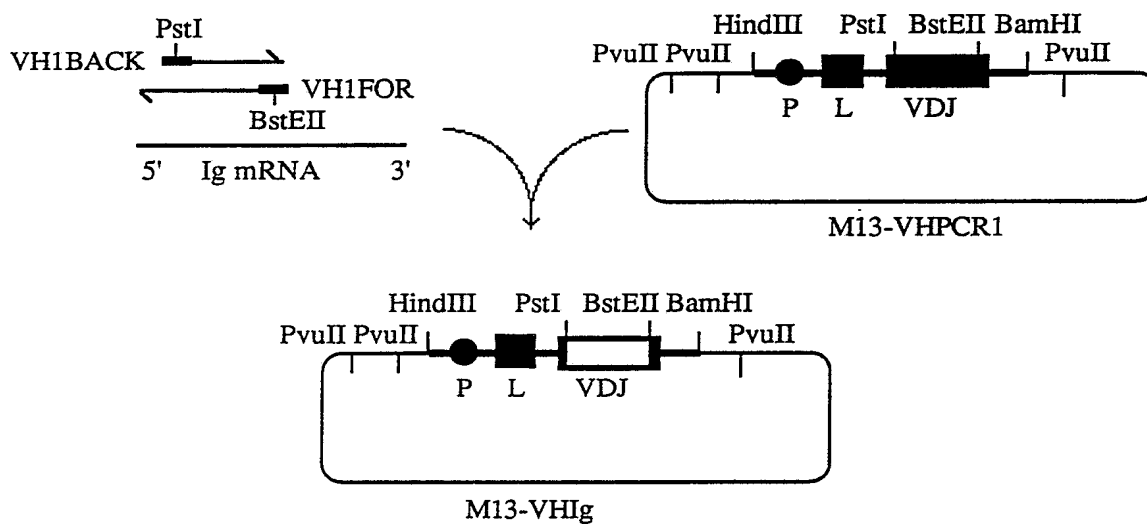 PstI
VH1BACK
VH1FOR
BstEII
5' Ig mRNA 3'
HindIII PstI BstEII BamHI
PvuII PvuII PvuII
P L VDJ
M13-VHPCR1
HindIII PstI BstEII BamHI
PvuII PvuII PvuII
P L VDJ
M13-VHIg